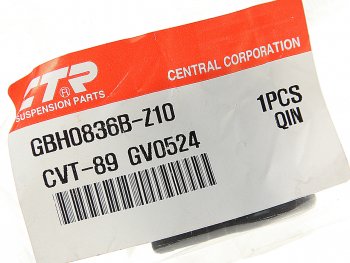 CTR
®
SUSPENSION PARTS
CENTRAL CORPORATION
GBH0836B-Z10
1PCS
CVT-89 GV0524
QIN